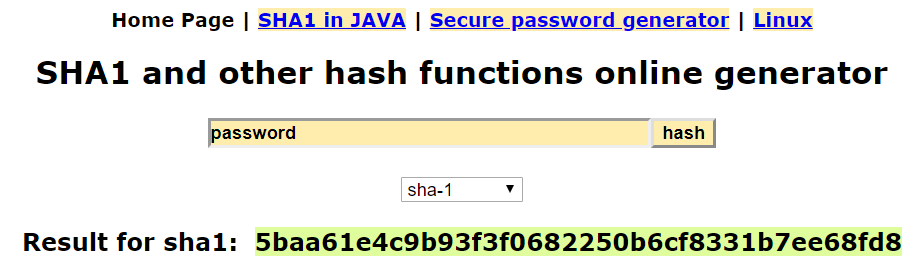 Home Page | SHA1 in JAVA | Secure password generator | Linux
SHA1 and other hash functions online generator
password hash
sha-1
Result for sha1: 5baa61e4c9b93f3f0682250b6cf8331b7ee68fd8